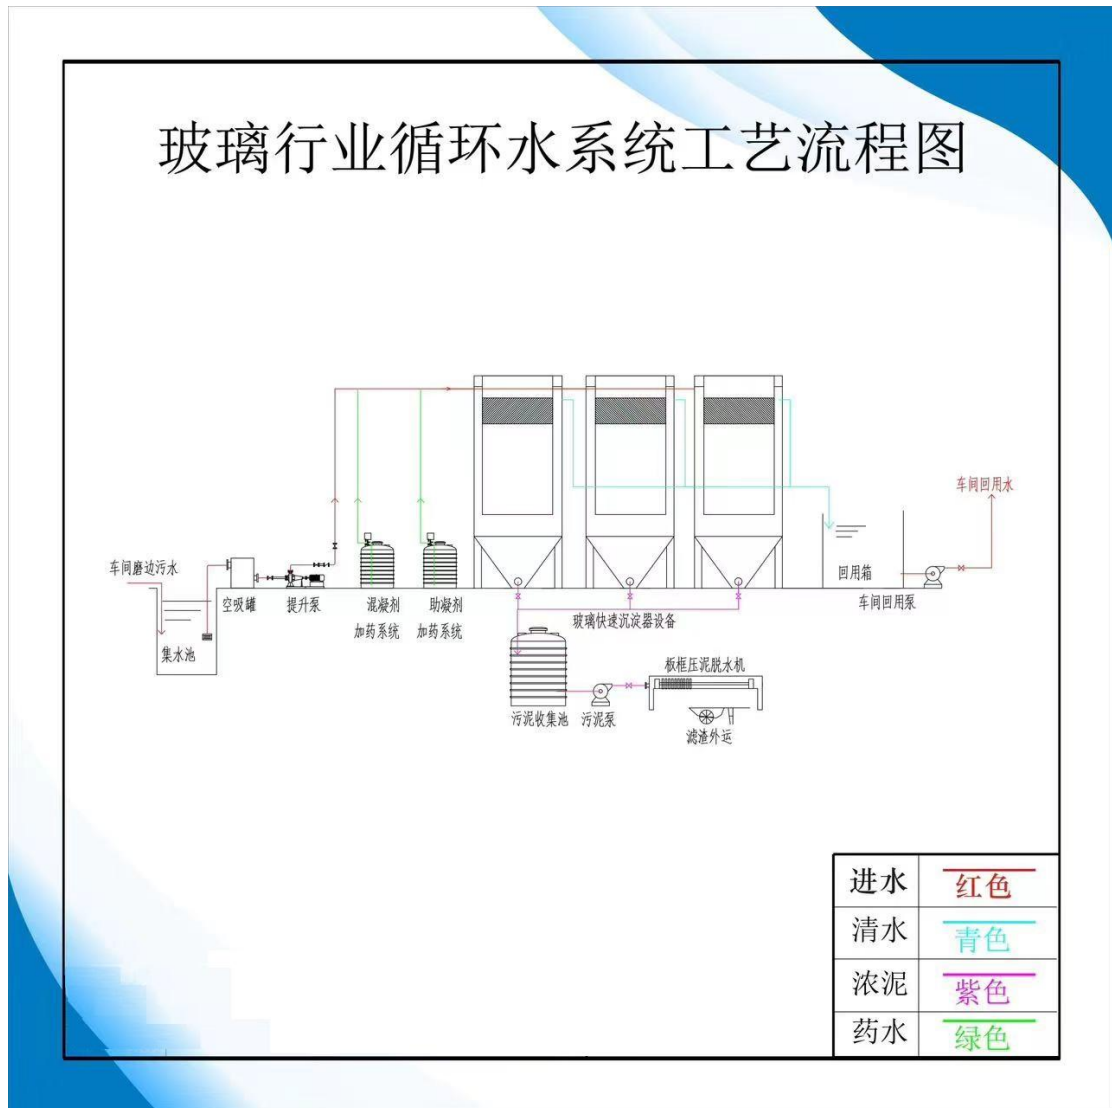 玻璃行业循环水系统工艺流程图
车间回用水
车间磨边污水
集水池
空吸罐
提升泵
混凝剂
加药系统
助凝剂
加药系统
玻璃快速沉淀器设备
回用箱
车间回用泵
污泥收集池
污泥泵
板框压泥脱水机
滤渣外运
进水 红色
清水 青色
浓泥 紫色
药水 绿色